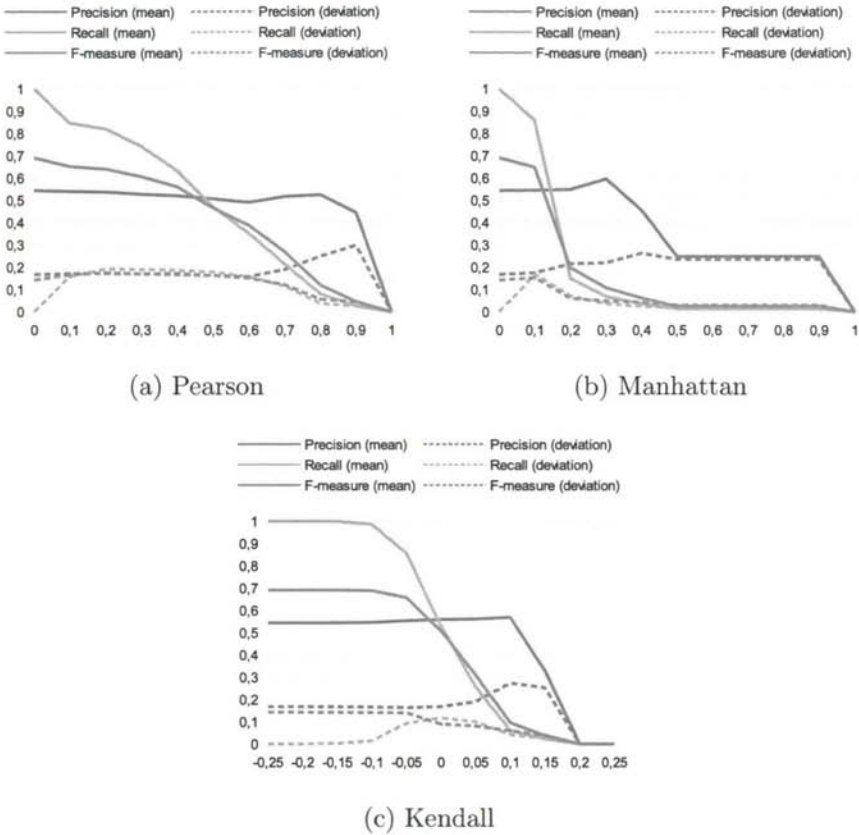 Precision (mean) Precision (deviation) Precision (mean) Precision (deviation)
Recall (mean) Recall (deviation) Recall (mean) Recall (deviation)
F-measure (mean) F-measure (deviation) F-measure (mean) F-measure (deviation)
1 1
0,9 0,9
0,8 0,8
0,7 0,7
0,6 0,6
0,5 0,5
0,4 0,4
0,3 0,3
0,2 0,2
0,1 0,1
0 0
0 0,1 0,2 0,3 0,4 0,5 0,6 0,7 0,8 0,9 1 0 0,1 0,2 0,3 0,4 0,5 0,6 0,7 0,8 0,9 1
(a) Pearson (b) Manhattan
Precision (mean) Precision (deviation)
Recall (mean) Recall (deviation)
F-measure (mean) F-measure (deviation)
1
0,9
0,8
0,7
0,6
0,5
0,4
0,3
0,2
0,1
0
-0,25 -0,2 -0,15 -0,1 -0,05 0 0,05 0,1 0,15 0,2 0,25
(c) Kendall